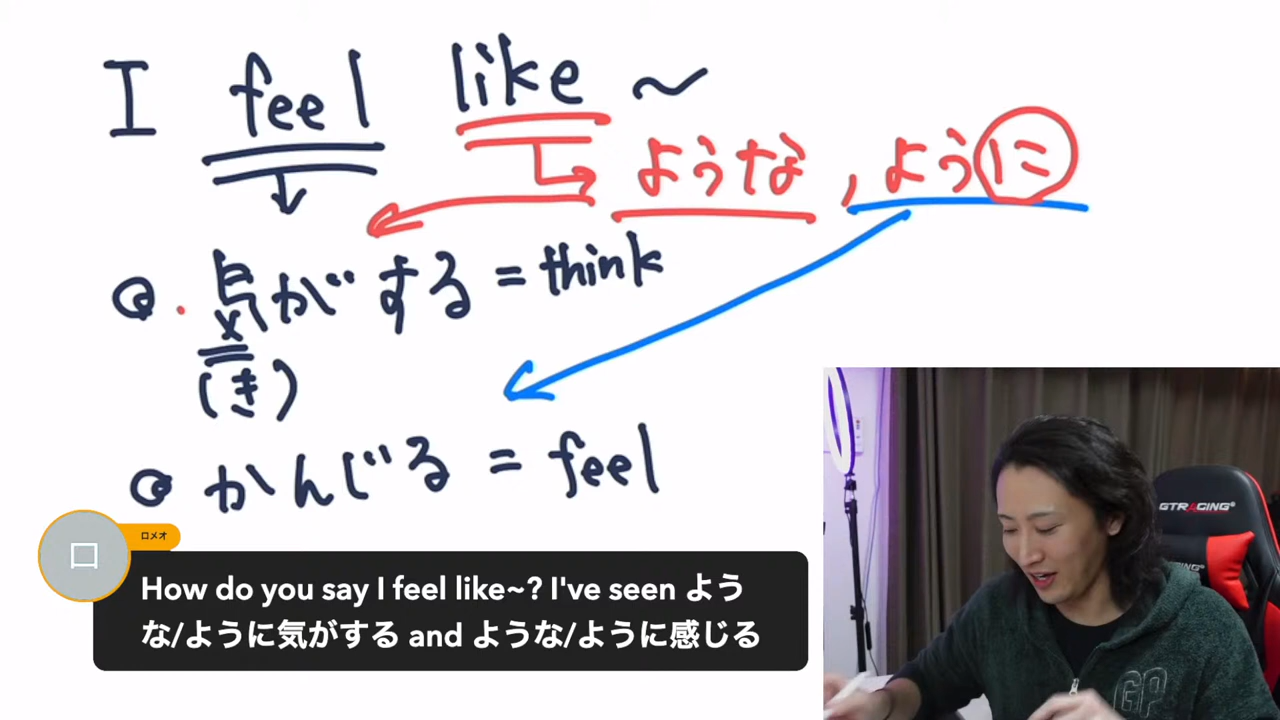 I feel like ~
ような , ように
気がする = think
(き)
かんじる = feel
ロ
ロメオ
How do you say I feel like~? I've seen よう
な/ように気がする and ような/ように感じる
GTRACING®
GP